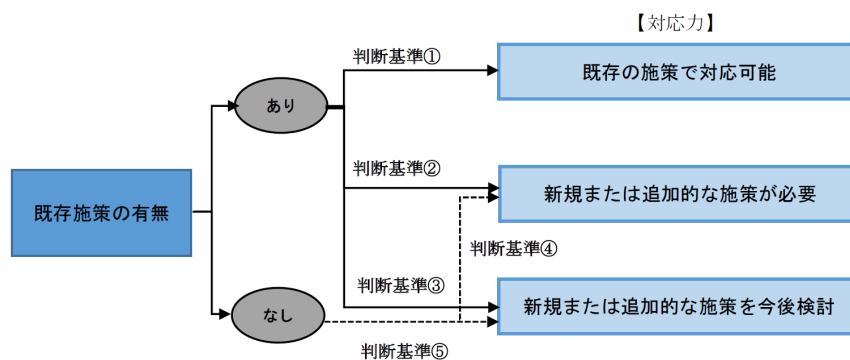 【対応力】
判断基準①
既存の施策で対応可能
あり
判断基準②
新規または追加的な施策が必要
既存施策の有無
判断基準④
判断基準③
新規または追加的な施策を今後検討
なし
判断基準⑤